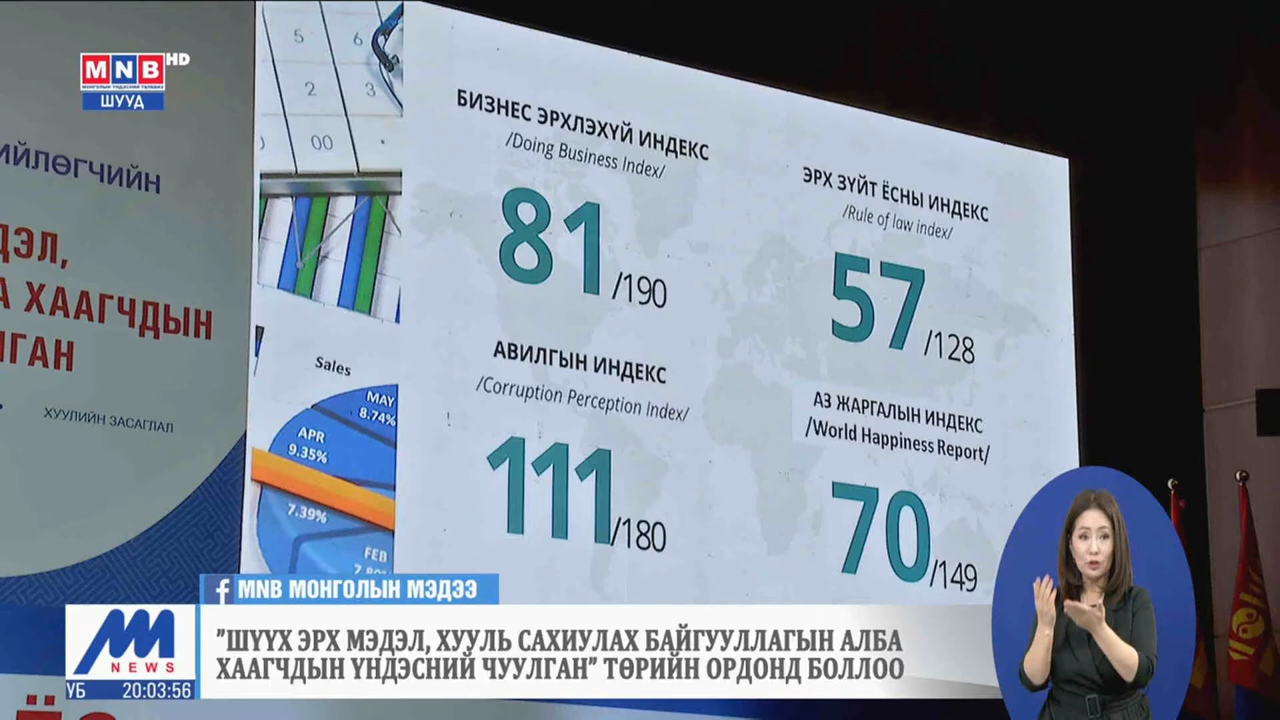 MNB HD
МОНГОЛЫН ҮНДЭСНИЙ ТЕЛЕВИЗ
ШУУД
ИЙЛӨГЧИЙН
ДЭЛ,
А ХААГЧДЫН
ЛГАН
ХУУЛИЙН ЗАСАГЛАЛ
5 6
2 3
00 •
Sales
MAY
8.74%
APR
9.35%
7.39%
FEB
БИЗНЕС ЭРХЛЭХҮЙ ИНДЕКС
/Doing Business Index/
81/190
ЭРХ ЗҮЙТ ЁСНЫ ИНДЕКС
/Rule of law index/
57/128
АВИЛГЫН ИНДЕКС
/Corruption Perception Index/
111/180
АЗ ЖАРГАЛЫН ИНДЕКС
/World Happiness Report/
70/149
f MNB МОНГОЛЫН МЭДЭЭ
M NEWS
УБ 20:03:56
"ШҮҮХ ЭРХ МЭДЭЛ, ХУУЛЬ САХИУЛАХ БАЙГУУЛЛАГЫН АЛБА
ХААГЧДЫН ҮНДЭСНИЙ ЧУУЛГАН" ТӨРИЙН ОРДОНД БОЛЛОО